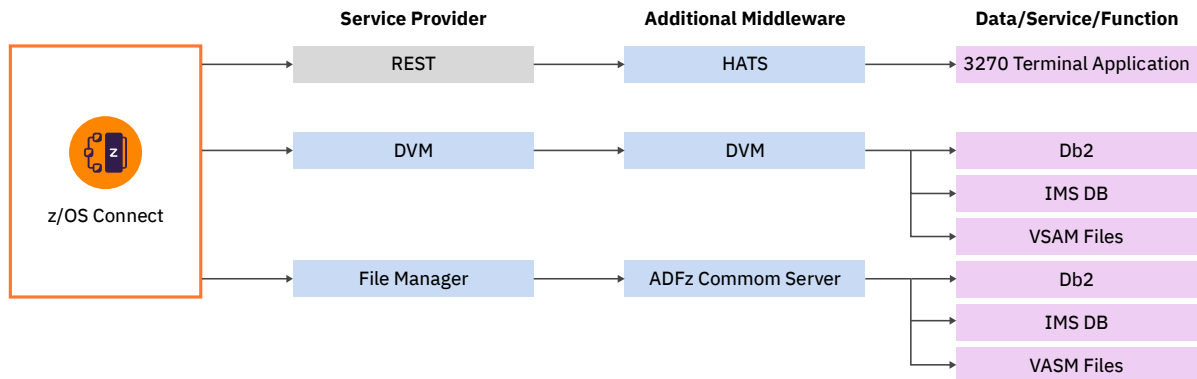 Service Provider
Additional Middleware
Data/Service/Function
REST
HATS
3270 Terminal Application
z
z/OS Connect
DVM
DVM
Db2
IMS DB
VSAM Files
File Manager
ADFz Commom Server
Db2
IMS DB
VASM Files